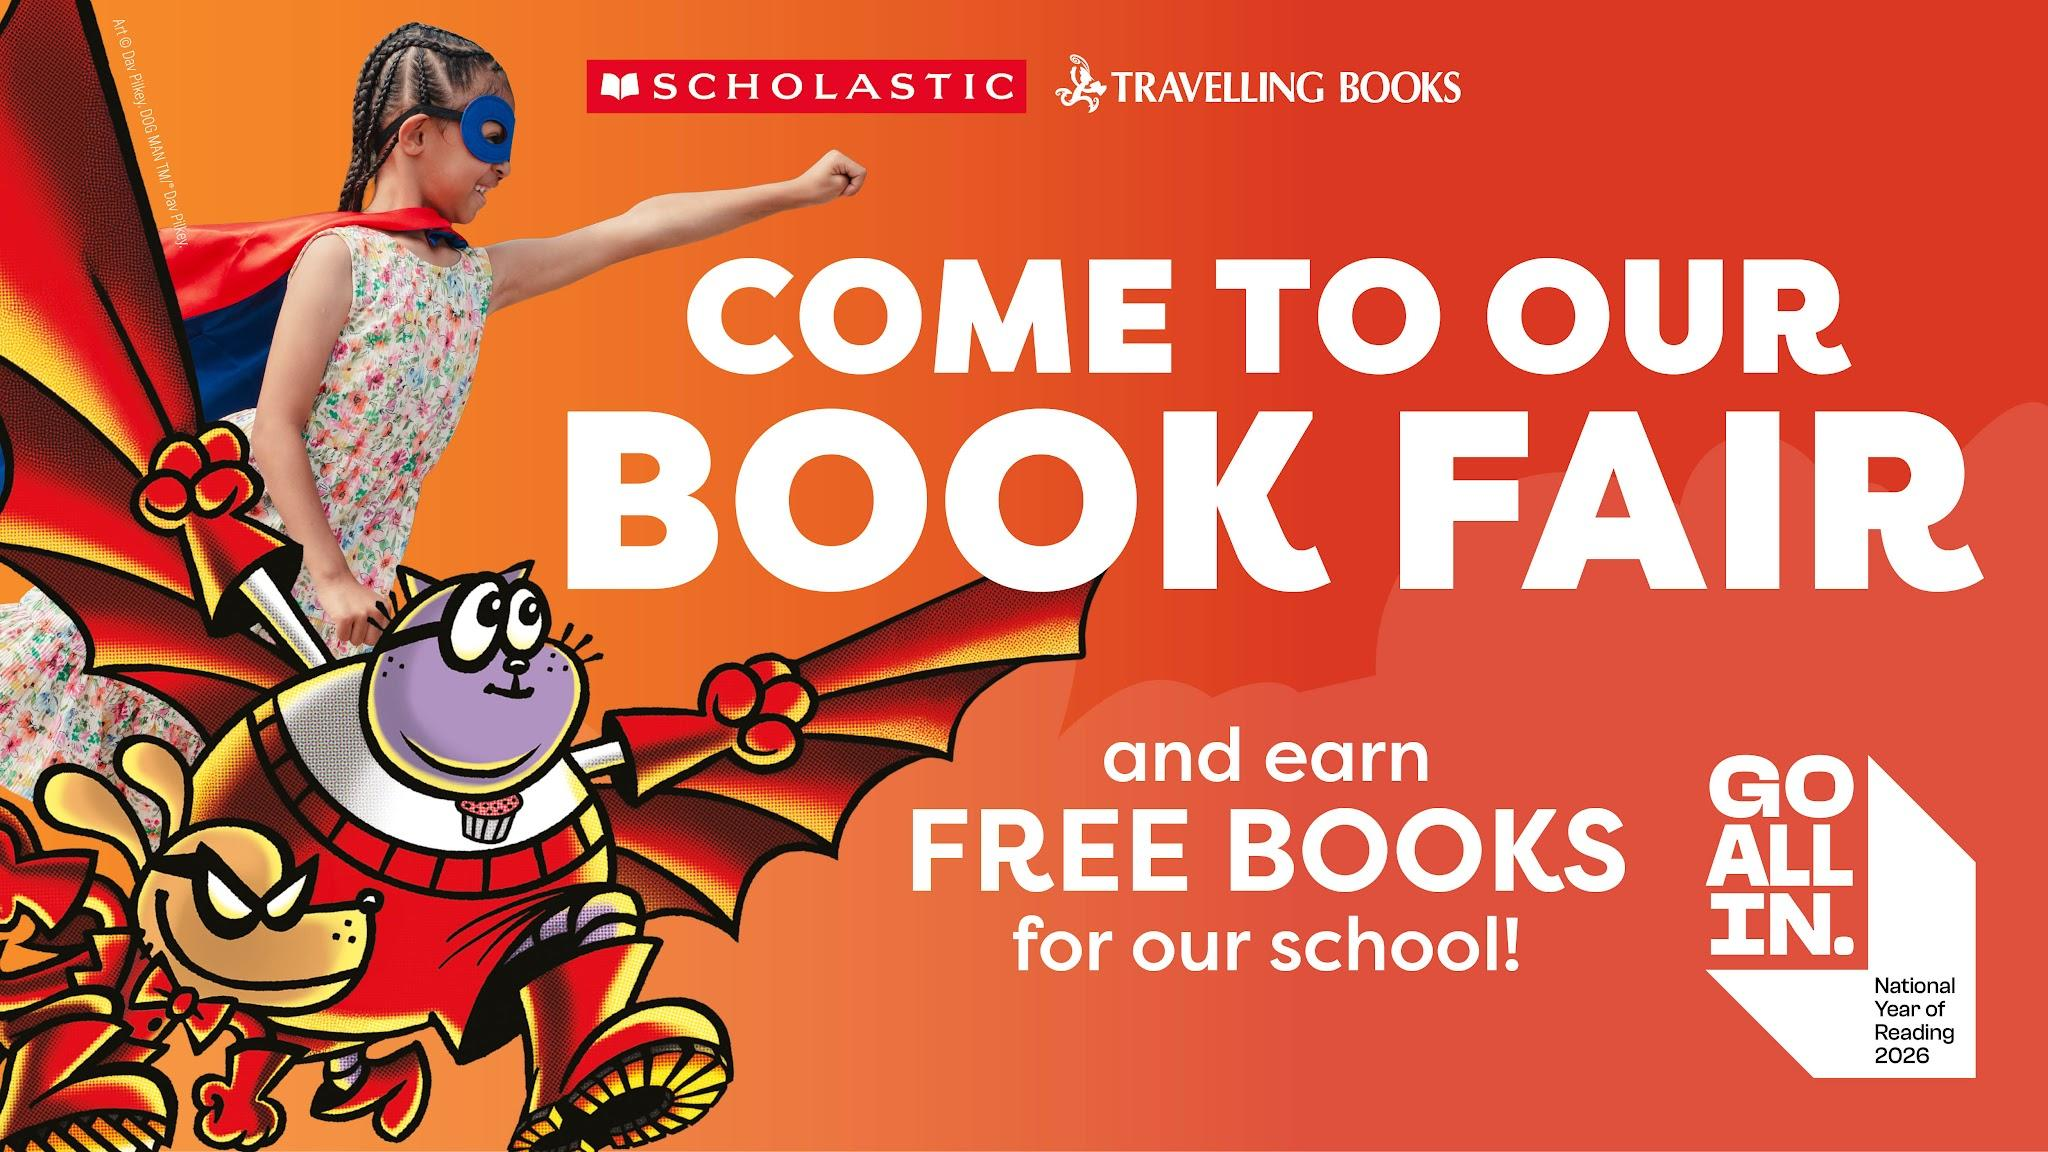 Art © Dav Pilkey. DOG MAN TM/® Dav Pilkey.
SCHOLASTIC TRAVELLING BOOKS
COME TO OUR
BOOK FAIR
and earn
FREE BOOKS
for our school!
GO
ALL
IN.
National
Year of
Reading
2026